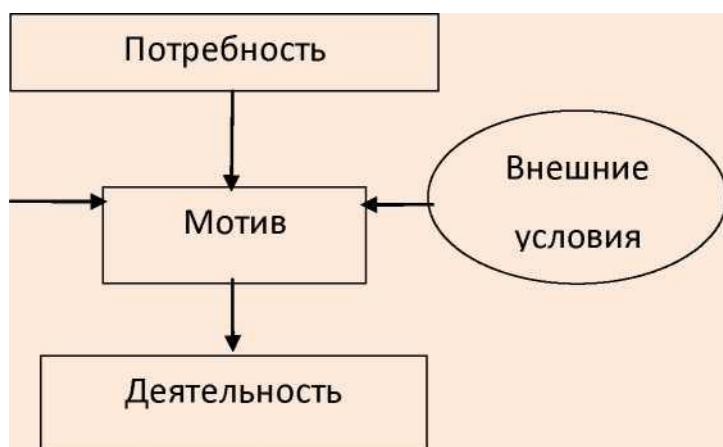 Потребность
Внешние
условия
Мотив
Деятельность